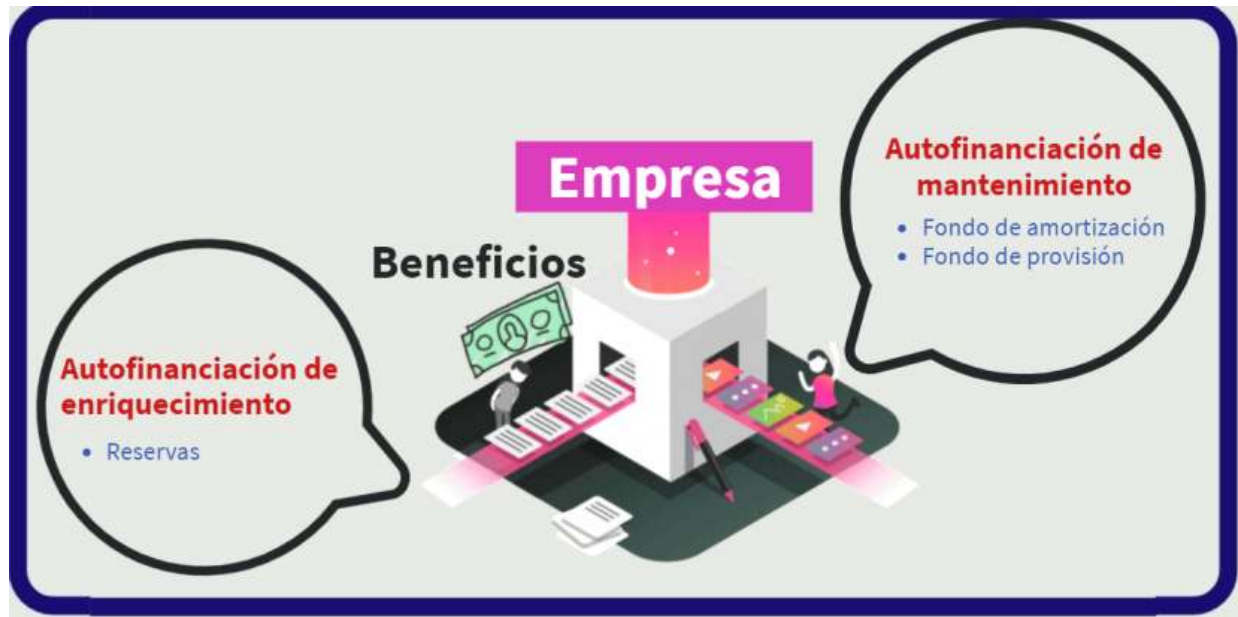 Empresa
Beneficios
Autofinanciación de
enriquecimiento
• Reservas
Autofinanciación de
mantenimiento
• Fondo de amortización
• Fondo de provisión